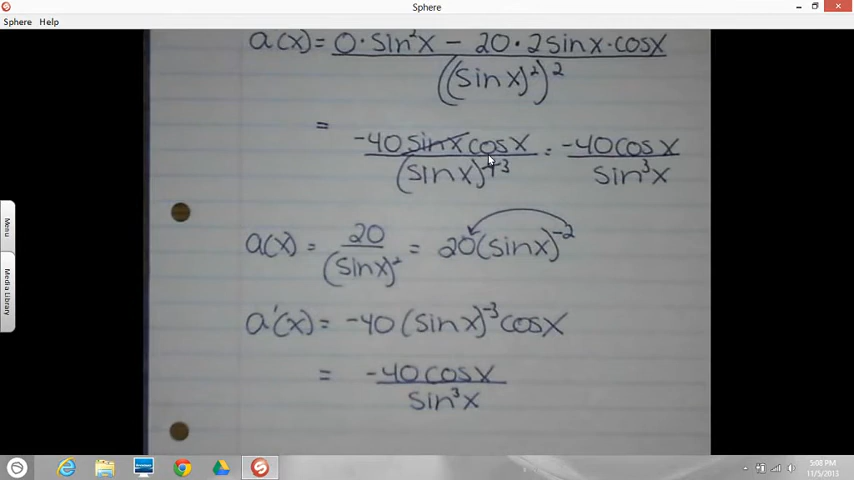 Sphere
Sphere Help
a(x) = 0·sin²x − 20·2sinx·cosx
((sin x)²)²
= -40 sinx cosx / (sinx)⁴³ = -40cosx / sin³x
a(x) = 20 / (sinx)² = 20(sinx)⁻²
a'(x) = -40(sinx)⁻³cosx
= -40cosx
sin³x
Menu
Media Library
5:08 PM
11/5/2013